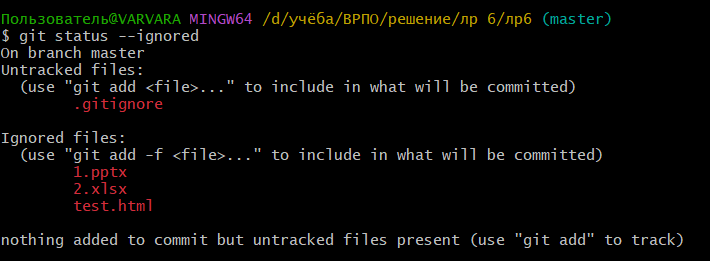 Пользователь@VARVARA MINGW64 /d/учёба/ВРПО/решение/лр 6/лр6 (master)
$ git status --ignored
On branch master
Untracked files:
  (use "git add <file>..." to include in what will be committed)
        .gitignore

Ignored files:
  (use "git add -f <file>..." to include in what will be committed)
        1.pptx
        2.xlsx
        test.html

nothing added to commit but untracked files present (use "git add" to track)